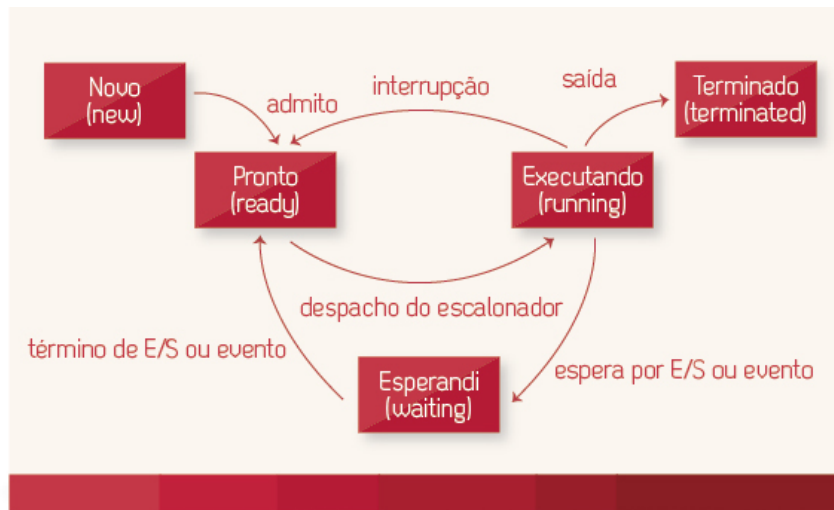 Novo
(new)
admito
interrupção
saída
Terminado
(terminated)
Pronto
(ready)
Executando
(running)
despacho do escalonador
término de E/S ou evento
Esperandi
(waiting)
espera por E/S ou evento